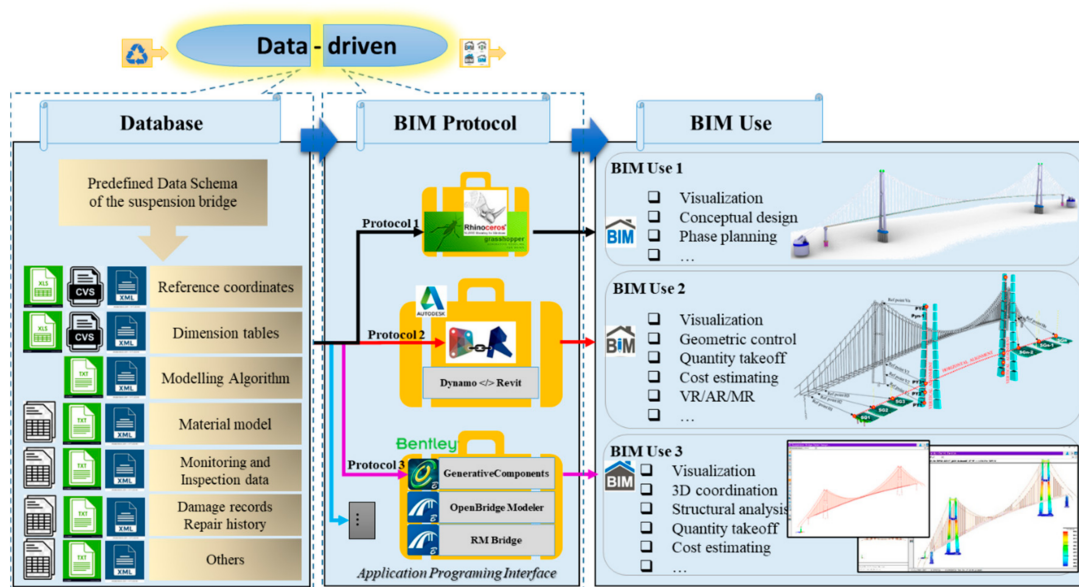 Data - driven
Database
BIM Protocol
BIM Use
Predefined Data Schema
of the suspension bridge
XLS
CVS
XML
Reference coordinates
XLS
CVS
XML
Dimension tables
TXT
Modelling Algorithm
TXT
XML
Material model
TXT
XML
Monitoring and
Inspection data
TXT
XML
Damage records
Repair history
TXT
XML
Others
Protocol 1
Rhinoceros
grasshopper
AUTODESK
Protocol 2
Dynamo </> Revit
Bentley
Protocol 3
GenerativeComponents
OpenBridge Modeler
RM Bridge
Application Programing Interface
BIM Use 1
BIM
Visualization
Conceptual design
Phase planning
…
BIM Use 2
BIM
Visualization
Geometric control
Quantity takeoff
Cost estimating
VR/AR/MR
…
BIM Use 3
BIM
Visualization
3D coordination
Structural analysis
Quantity takeoff
Cost estimating
…